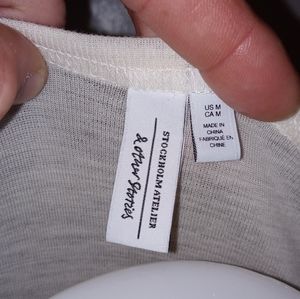 STOCKHOLM ATELIER
& Other Stories
US M
CA M
MADE IN
CHINA
FABRIQUÉ EN
CHINE